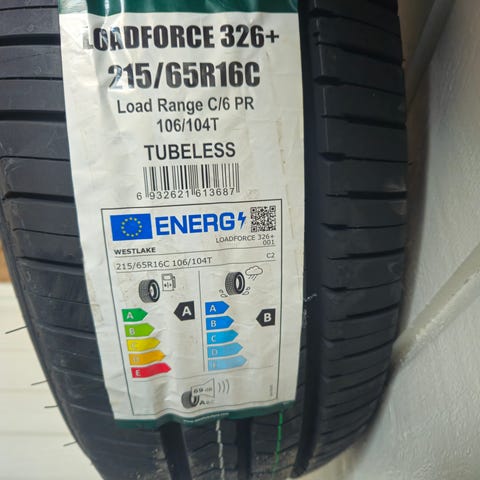 LOADFORCE 326+
215/65R16C
Load Range C/6 PR
106/104T
TUBELESS
6 932621 613687
ENERG
LOADFORCE 326+
001
WESTLAKE
215/65R16C 106/104T
C2
A
B
D
E
A
A
B
C
D
B